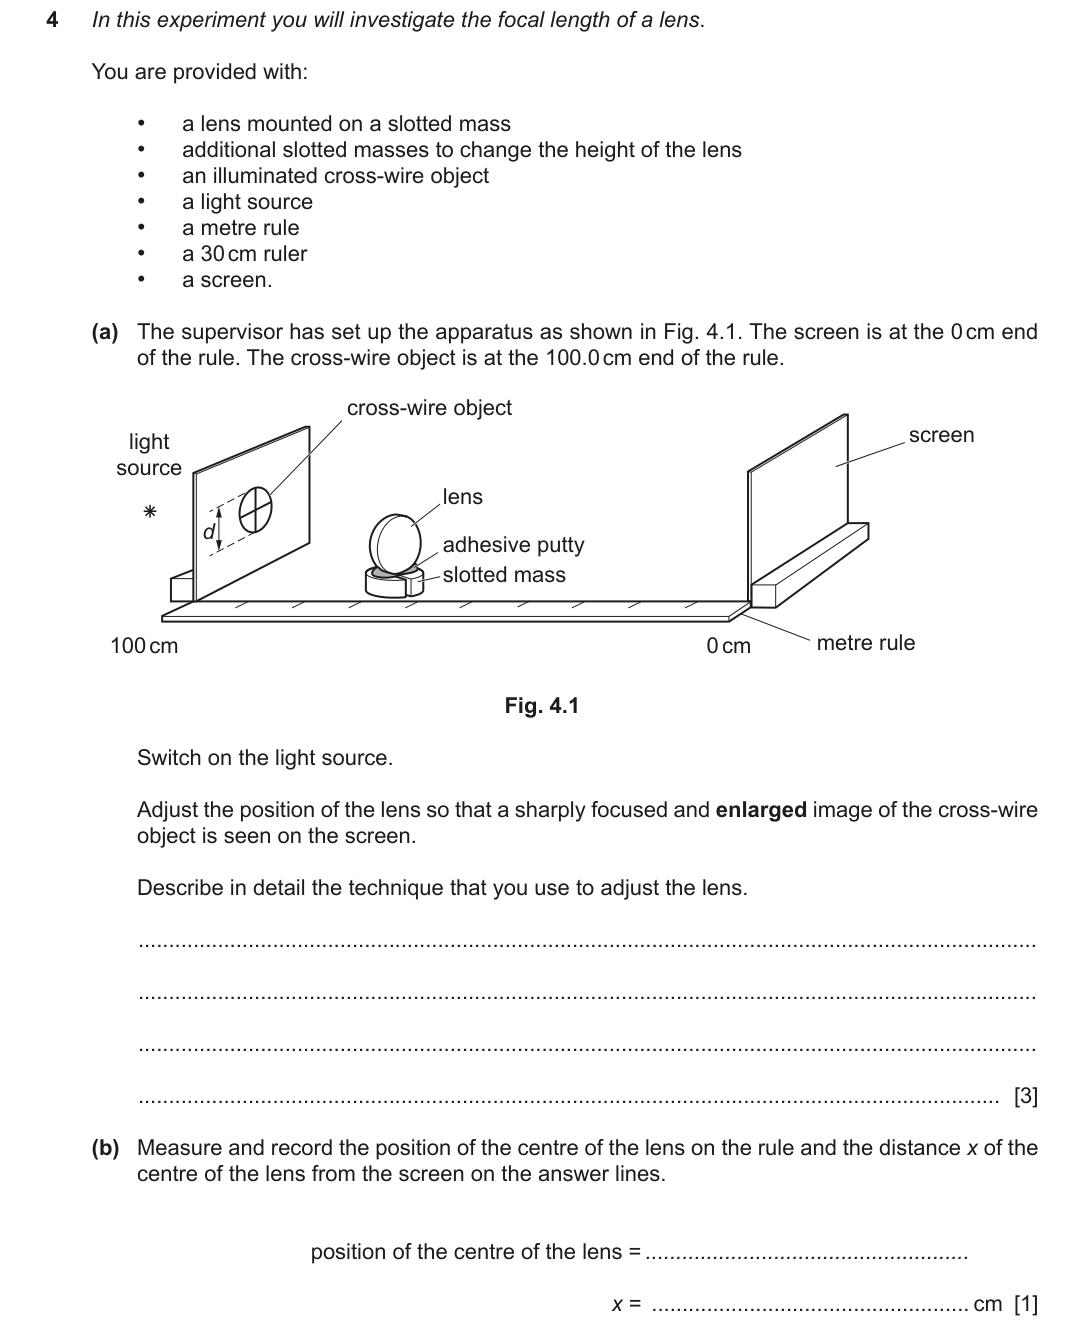 4 In this experiment you will investigate the focal length of a lens.
You are provided with:
• a lens mounted on a slotted mass
• additional slotted masses to change the height of the lens
• an illuminated cross-wire object
• a light source
• a metre rule
• a 30 cm ruler
• a screen.
(a) The supervisor has set up the apparatus as shown in Fig. 4.1. The screen is at the 0 cm end
of the rule. The cross-wire object is at the 100.0 cm end of the rule.
cross-wire object
light
source
screen
lens
d
adhesive putty
slotted mass
100 cm
0 cm
metre rule
Fig. 4.1
Switch on the light source.
Adjust the position of the lens so that a sharply focused and enlarged image of the cross-wire
object is seen on the screen.
Describe in detail the technique that you use to adjust the lens.
..........................................................................................................................................
..........................................................................................................................................
..........................................................................................................................................
.................................................................................................................................... [3]
(b) Measure and record the position of the centre of the lens on the rule and the distance x of the
centre of the lens from the screen on the answer lines.
position of the centre of the lens = .....................................................
x = .................................................... cm [1]